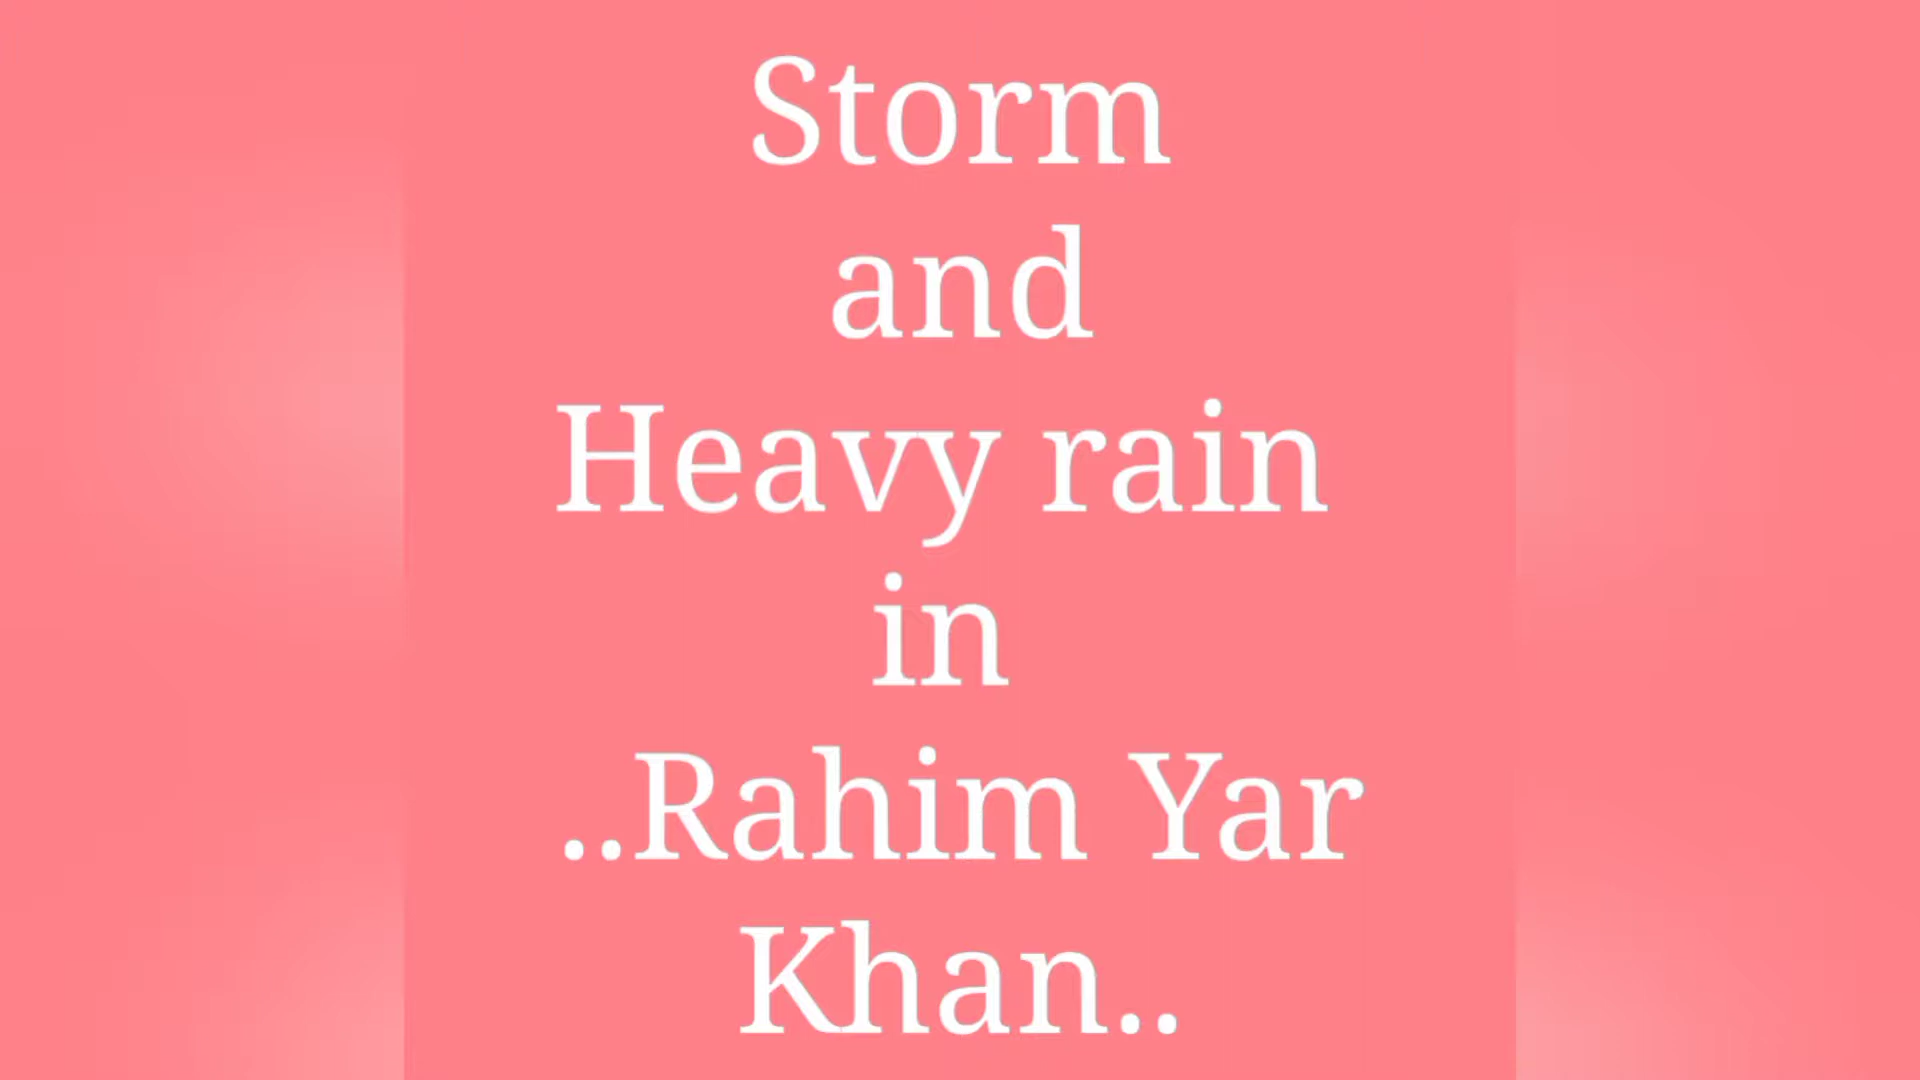 Storm
and
Heavy rain
in
..Rahim Yar
Khan..